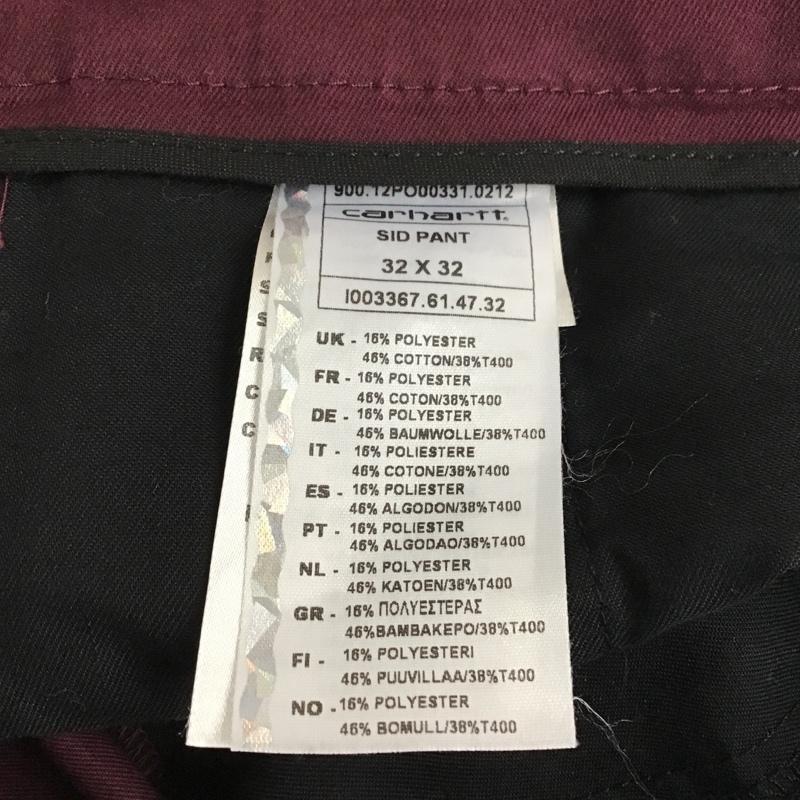 900.12PO00331.0212
carhartt
SID PANT
32 X 32
I003367.61.47.32
UK - 16% POLYESTER
46% COTTON/38%T400
FR - 16% POLYESTER
46% COTON/38%T400
DE - 16% POLYESTER
46% BAUMWOLLE/38%T400
IT - 16% POLIESTERE
46% COTONE/38%T400
ES - 16% POLIESTER
46% ALGODON/38%T400
PT - 16% POLIESTER
46% ALGODAO/38%T400
NL - 16% POLYESTER
46% KATOEN/38%T400
GR - 16% ΠΟΛΥΕΣΤΕΡΑΣ
46%ΒΑΜΒΑΚΕΡΟ/38%T400
FI - 16% POLYESTERI
46% PUUVILLAA/38%T400
NO -16% POLYESTER
46% BOMULL/38%T400